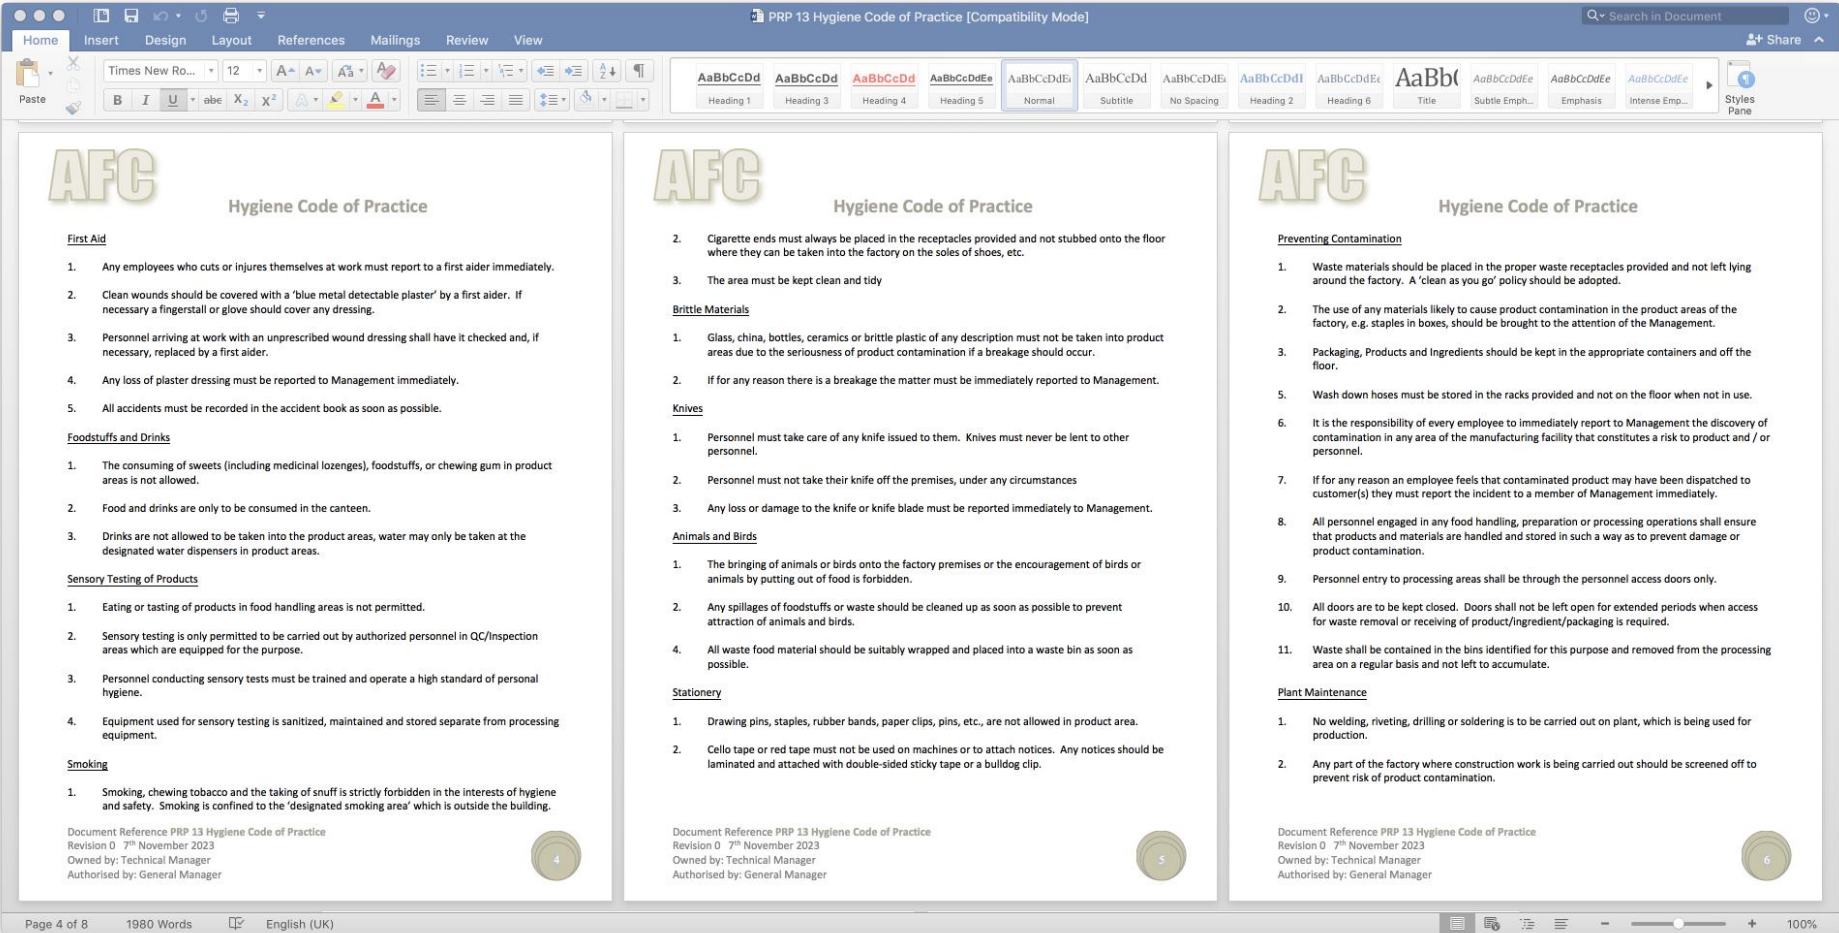 PRP 13 Hygiene Code of Practice [Compatibility Mode]
Search in Document
Home Insert Design Layout References Mailings Review View
Share
Paste
Times New Ro... 12
AaBbCcDd AaBbCcDd AaBbCcDd AaBbCcDdEe AaBbCcDdE AaBbCcDd AaBbCcDdE AaBbCcDdI AaBbCcDdEe AaBb( AaBbCcDdEe AaBbCcDdEe AaBbCcDdEe
Heading 1 Heading 3 Heading 4 Heading 5 Normal Subtitle No Spacing Heading 2 Heading 6 Title Subtle Emph... Emphasis Intense Emp...
Styles
Pane
B I U abc X₂ X²
AFC
Hygiene Code of Practice
First Aid
1. Any employees who cuts or injures themselves at work must report to a first aider immediately.
2. Clean wounds should be covered with a ‘blue metal detectable plaster’ by a first aider. If
necessary a fingerstall or glove should cover any dressing.
3. Personnel arriving at work with an unprescribed wound dressing shall have it checked and, if
necessary, replaced by a first aider.
4. Any loss of plaster dressing must be reported to Management immediately.
5. All accidents must be recorded in the accident book as soon as possible.
Foodstuffs and Drinks
1. The consuming of sweets (including medicinal lozenges), foodstuffs, or chewing gum in product
areas is not allowed.
2. Food and drinks are only to be consumed in the canteen.
3. Drinks are not allowed to be taken into the product areas, water may only be taken at the
designated water dispensers in product areas.
Sensory Testing of Products
1. Eating or tasting of products in food handling areas is not permitted.
2. Sensory testing is only permitted to be carried out by authorized personnel in QC/Inspection
areas which are equipped for the purpose.
3. Personnel conducting sensory tests must be trained and operate a high standard of personal
hygiene.
4. Equipment used for sensory testing is sanitized, maintained and stored separate from processing
equipment.
Smoking
1. Smoking, chewing tobacco and the taking of snuff is strictly forbidden in the interests of hygiene
and safety. Smoking is confined to the ‘designated smoking area’ which is outside the building.
Document Reference PRP 13 Hygiene Code of Practice
Revision 0 7th November 2023
Owned by: Technical Manager
Authorised by: General Manager
4
AFC
Hygiene Code of Practice
2. Cigarette ends must always be placed in the receptacles provided and not stubbed onto the floor
where they can be taken into the factory on the soles of shoes, etc.
3. The area must be kept clean and tidy
Brittle Materials
1. Glass, china, bottles, ceramics or brittle plastic of any description must not be taken into product
areas due to the seriousness of product contamination if a breakage should occur.
2. If for any reason there is a breakage the matter must be immediately reported to Management.
Knives
1. Personnel must take care of any knife issued to them. Knives must never be lent to other
personnel.
2. Personnel must not take their knife off the premises, under any circumstances
3. Any loss or damage to the knife or knife blade must be reported immediately to Management.
Animals and Birds
1. The bringing of animals or birds onto the factory premises or the encouragement of birds or
animals by putting out of food is forbidden.
2. Any spillages of foodstuffs or waste should be cleaned up as soon as possible to prevent
attraction of animals and birds.
4. All waste food material should be suitably wrapped and placed into a waste bin as soon as
possible.
Stationery
1. Drawing pins, staples, rubber bands, paper clips, pins, etc., are not allowed in product area.
2. Cello tape or red tape must not be used on machines or to attach notices. Any notices should be
laminated and attached with double-sided sticky tape or a bulldog clip.
Document Reference PRP 13 Hygiene Code of Practice
Revision 0 7th November 2023
Owned by: Technical Manager
Authorised by: General Manager
5
AFC
Hygiene Code of Practice
Preventing Contamination
1. Waste materials should be placed in the proper waste receptacles provided and not left lying
around the factory. A ‘clean as you go’ policy should be adopted.
2. The use of any materials likely to cause product contamination in the product areas of the
factory, e.g. staples in boxes, should be brought to the attention of the Management.
3. Packaging, Products and Ingredients should be kept in the appropriate containers and off the
floor.
5. Wash down hoses must be stored in the racks provided and not on the floor when not in use.
6. It is the responsibility of every employee to immediately report to Management the discovery of
contamination in any area of the manufacturing facility that constitutes a risk to product and / or
personnel.
7. If for any reason an employee feels that contaminated product may have been dispatched to
customer(s) they must report the incident to a member of Management immediately.
8. All personnel engaged in any food handling, preparation or processing operations shall ensure
that products and materials are handled and stored in such a way as to prevent damage or
product contamination.
9. Personnel entry to processing areas shall be through the personnel access doors only.
10. All doors are to be kept closed. Doors shall not be left open for extended periods when access
for waste removal or receiving of product/ingredient/packaging is required.
11. Waste shall be contained in the bins identified for this purpose and removed from the processing
area on a regular basis and not left to accumulate.
Plant Maintenance
1. No welding, riveting, drilling or soldering is to be carried out on plant, which is being used for
production.
2. Any part of the factory where construction work is being carried out should be screened off to
prevent risk of product contamination.
Document Reference PRP 13 Hygiene Code of Practice
Revision 0 7th November 2023
Owned by: Technical Manager
Authorised by: General Manager
6
Page 4 of 8 1980 Words English (UK) 100%